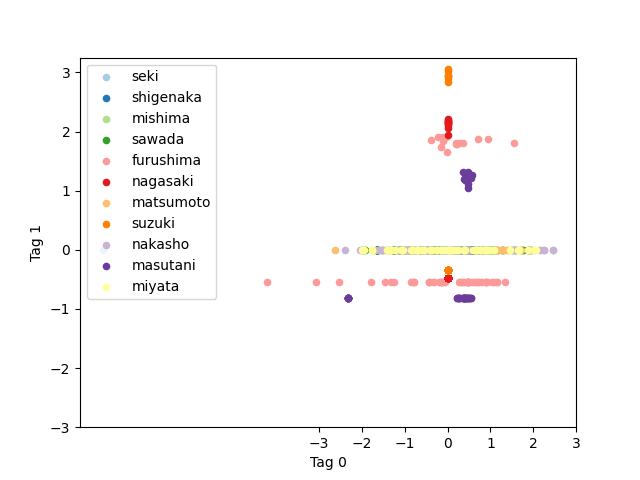 seki
shigenaka
mishima
sawada
furushima
nagasaki
matsumoto
suzuki
nakasho
masutani
miyata
3
2
1
0
−1
−2
−3
Tag 1
−3 −2 −1 0 1 2 3
Tag 0